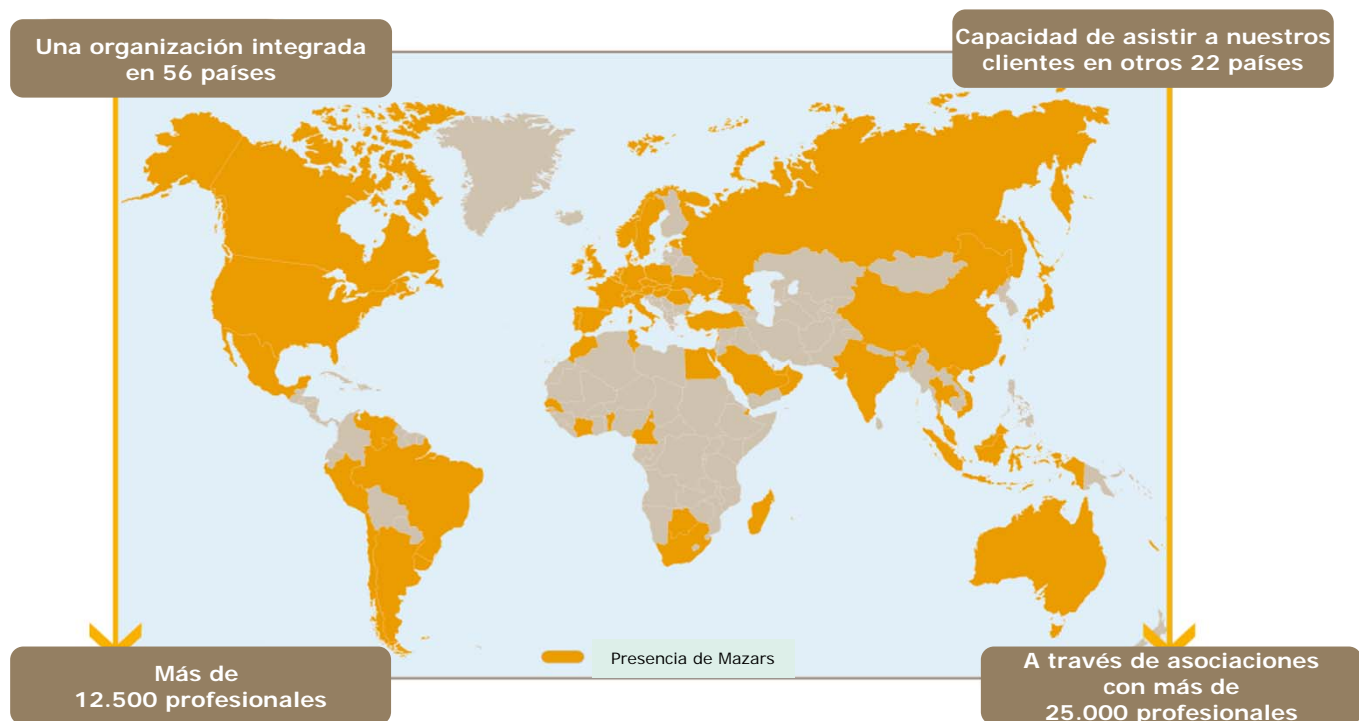 Una organización integrada
en 56 países
Capacidad de asistir a nuestros
clientes en otros 22 países
Presencia de Mazars
Más de
12.500 profesionales
A través de asociaciones
con más de
25.000 profesionales